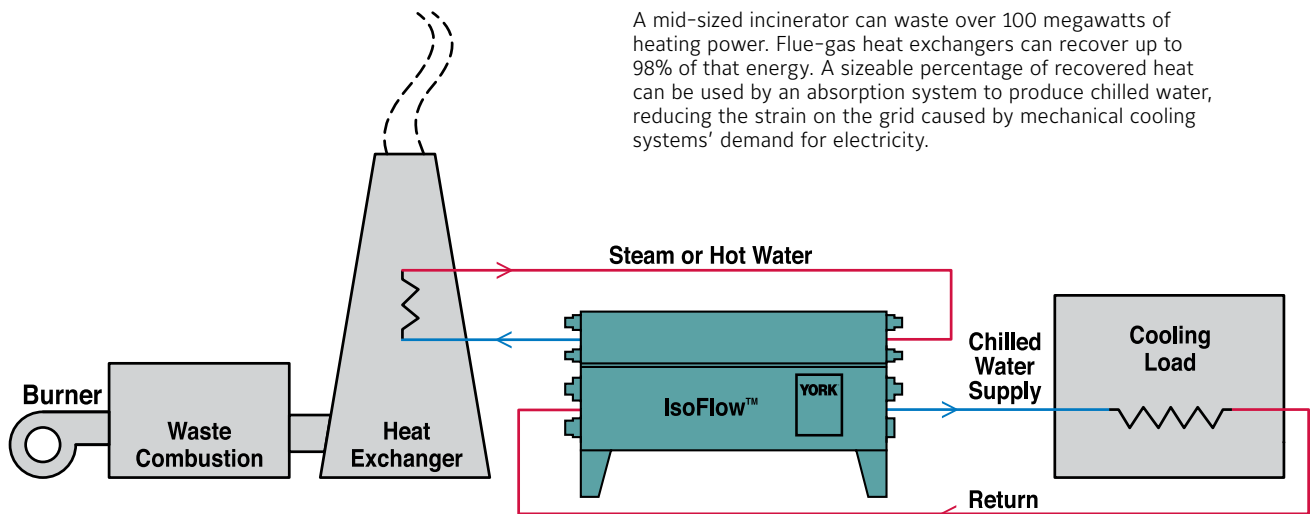 A mid-sized incinerator can waste over 100 megawatts of
heating power. Flue-gas heat exchangers can recover up to
98% of that energy. A sizeable percentage of recovered heat
can be used by an absorption system to produce chilled water,
reducing the strain on the grid caused by mechanical cooling
systems’ demand for electricity.
Steam or Hot Water
Burner
Waste
Combustion
Heat
Exchanger
IsoFlow™
YORK
Chilled
Water
Supply
Cooling
Load
Return